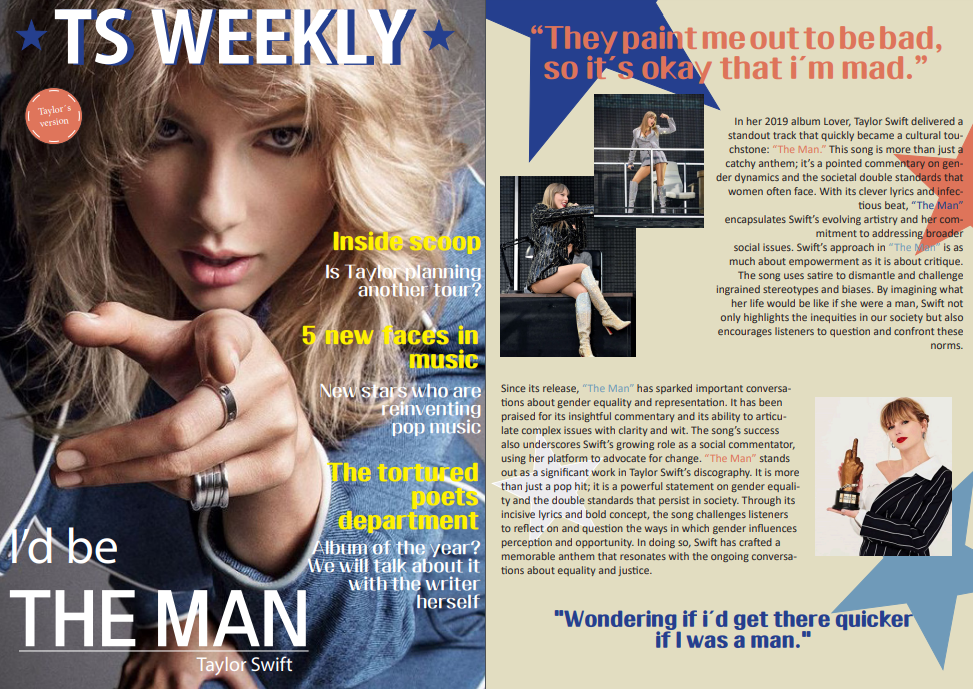 TS WEEKLY
Taylor´s
version
Inside scoop
Is Taylor planning
another tour?
5 new faces in
music
New stars who are
reinventing
pop music
The tortured
poets
department
Album of the year?
We will talk about it
with the writer
herself
I'd be
THE MAN
Taylor Swift
“They paint me out to be bad,
so it´s okay that i´m mad.”
In her 2019 album Lover, Taylor Swift delivered a
standout track that quickly became a cultural tou-
chstone: “The Man.” This song is more than just a
catchy anthem; it’s a pointed commentary on gen-
der dynamics and the societal double standards that
women often face. With its clever lyrics and infec-
tious beat, “The Man”
encapsulates Swift’s evolving artistry and her com-
mitment to addressing broader
social issues. Swift’s approach in “The Man” is as
much about empowerment as it is about critique.
The song uses satire to dismantle and challenge
ingrained stereotypes and biases. By imagining what
her life would be like if she were a man, Swift not
only highlights the inequities in our society but also
encourages listeners to question and confront these
norms.
Since its release, “The Man” has sparked important conversa-
tions about gender equality and representation. It has been
praised for its insightful commentary and its ability to articu-
late complex issues with clarity and wit. The song’s success
also underscores Swift’s growing role as a social commentator,
using her platform to advocate for change. “The Man” stands
out as a significant work in Taylor Swift’s discography. It is more
than just a pop hit; it is a powerful statement on gender equali-
ty and the double standards that persist in society. Through its
incisive lyrics and bold concept, the song challenges listeners
to reflect on and question the ways in which gender influences
perception and opportunity. In doing so, Swift has crafted a
memorable anthem that resonates with the ongoing conversa-
tions about equality and justice.
"Wondering if i´d get there quicker
if I was a man."